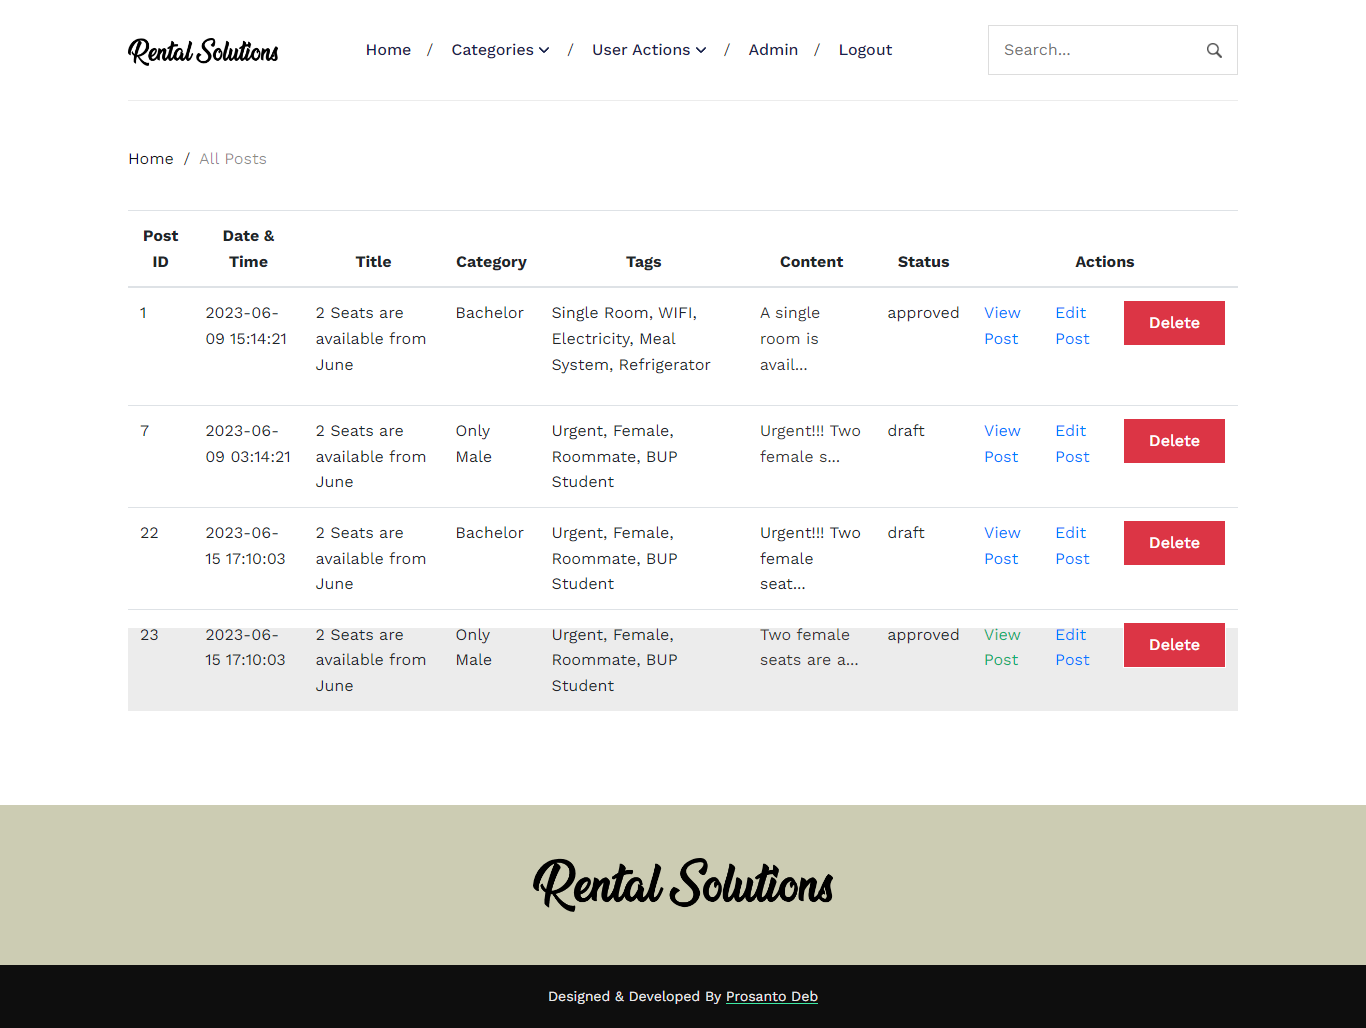 Rental Solutions
Home / Categories / User Actions / Admin / Logout
Search...
Home / All Posts
Post ID
Date & Time
Title
Category
Tags
Content
Status
Actions
1
2023-06-
09 15:14:21
2 Seats are
available from
June
Bachelor
Single Room, WIFI,
Electricity, Meal
System, Refrigerator
A single
room is
avail...
approved
View
Post
Edit
Post
Delete
7
2023-06-
09 03:14:21
2 Seats are
available from
June
Only
Male
Urgent, Female,
Roommate, BUP
Student
Urgent!!! Two
female s...
draft
View
Post
Edit
Post
Delete
22
2023-06-
15 17:10:03
2 Seats are
available from
June
Bachelor
Urgent, Female,
Roommate, BUP
Student
Urgent!!! Two
female
seat...
draft
View
Post
Edit
Post
Delete
23
2023-06-
15 17:10:03
2 Seats are
available from
June
Only
Male
Urgent, Female,
Roommate, BUP
Student
Two female
seats are a...
approved
View
Post
Edit
Post
Delete
Rental Solutions
Designed & Developed By Prosanto Deb